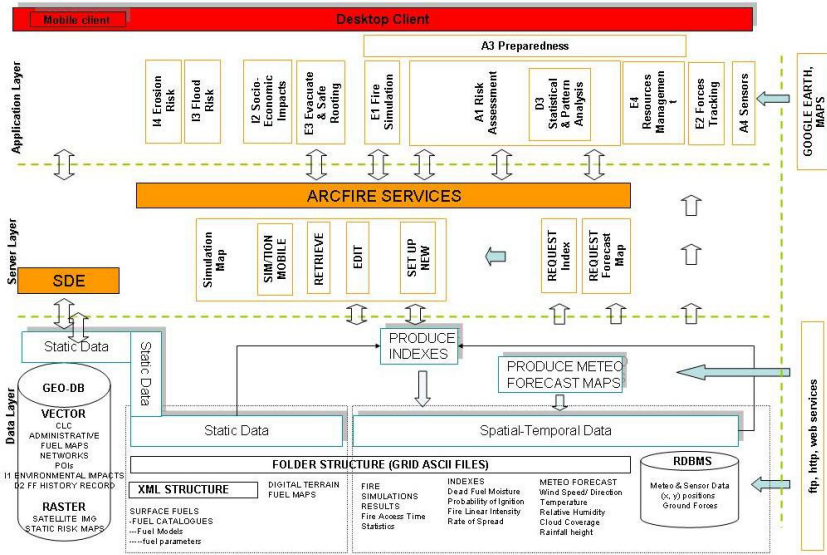 Mobile client
Desktop Client
Application Layer
A3 Preparedness
I4 Erosion
Risk
I3 Flood
Risk
I2 Socio-
Economic
Impacts
E3 Evacuate
& Safe
Rooting
E1 Fire
Simulation
A1 Risk
Assessment
D3
Statistical
& Pattern
Analysis
E4
Resources
Managemen
t
E2 Forces
Tracking
A4 Sensors
GOOGLE EARTH,
MAPS
ARCFIRE SERVICES
Server Layer
Simulation
Map
SIM/TION
MOBILE
RETRIEVE
EDIT
SET UP
NEW
REQUEST
Index
REQUEST
Forecast
Map
SDE
Static Data
Static Data
PRODUCE
INDEXES
PRODUCE METEO
FORECAST MAPS
ftp, http, web services
Data Layer
GEO-DB
VECTOR
CLC
ADMINISTRATIVE
FUEL MAPS
NETWORKS
POIs
I1 ENVIRONMENTAL IMPACTS
D2 FF HISTORY RECORD
RASTER
SATELLITE IMG
STATIC RISK MAPS
Static Data
Spatial-Temporal Data
FOLDER STRUCTURE (GRID ASCII FILES)
XML STRUCTURE
SURFACE FUELS
-FUEL CATALOGUES
---Fuel Models
-----fuel parameters
DIGITAL TERRAIN
FUEL MAPS
FIRE
SIMULATIONS
RESULTS
Fire Access Time
Statistics
INDEXES
Dead Fuel Moisture
Probability of Ignition
Fire Linear Intensity
Rate of Spread
METEO FORECAST
Wind Speed/ Direction
Temperature
Relative Humidity
Cloud Coverage
Rainfall height
RDBMS
Meteo & Sensor Data
(x, y) positions
Ground Forces